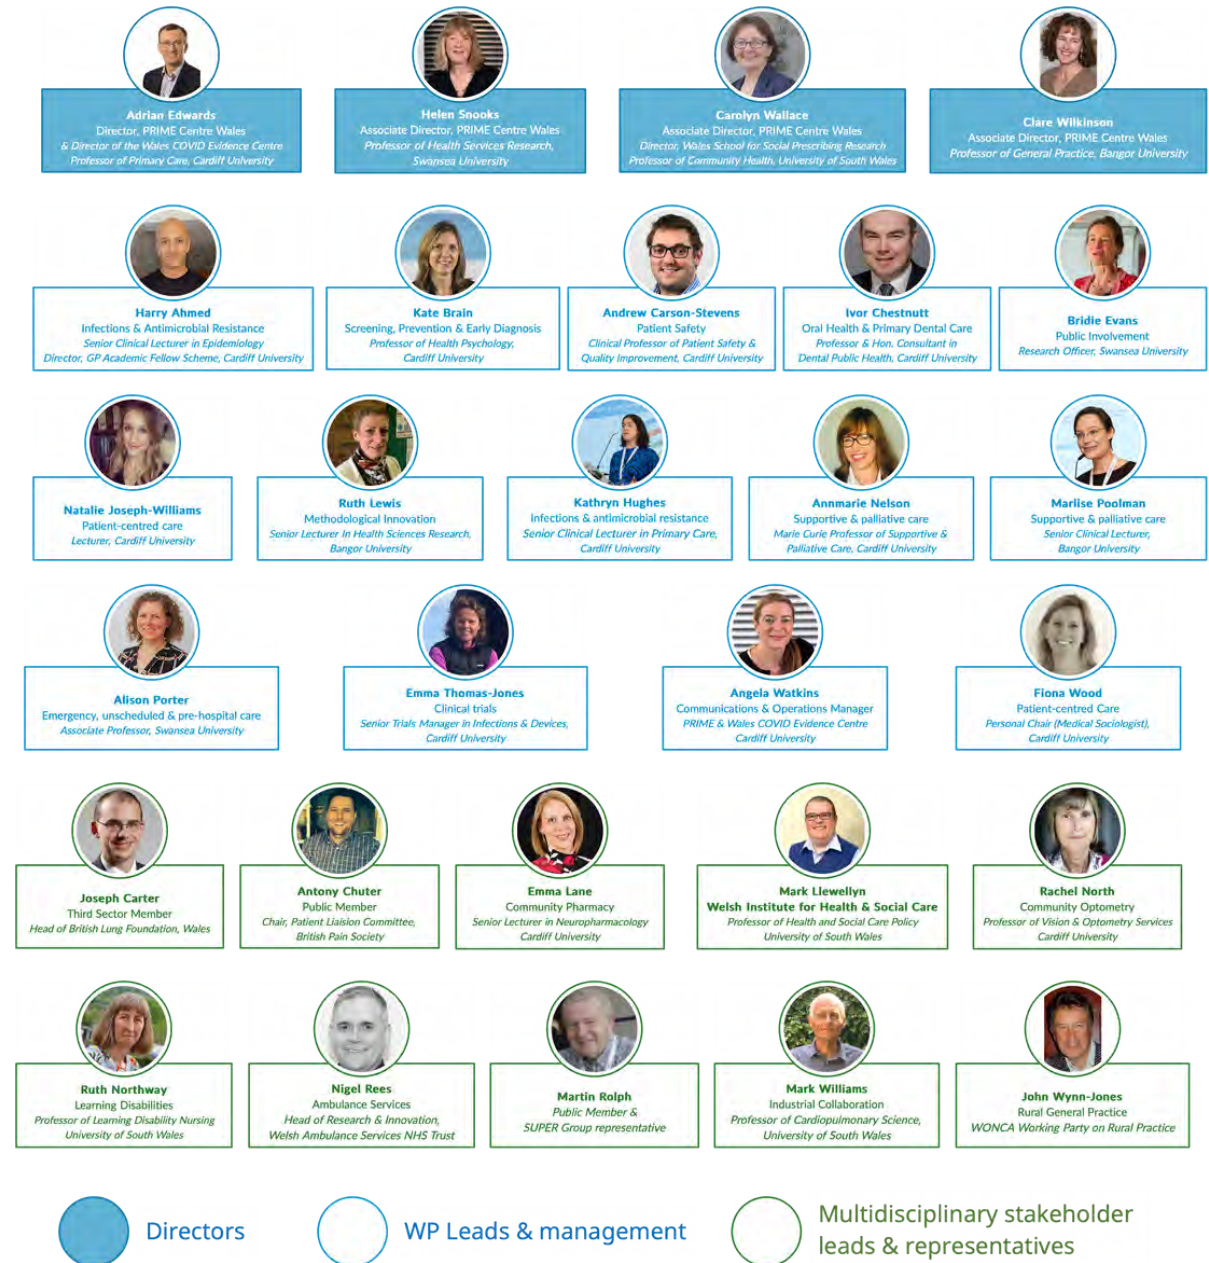 Adrian Edwards
Director, PRIME Centre Wales
& Director of the Wales COVID Evidence Centre
Professor of Primary Care, Cardiff University
Helen Snooks
Associate Director, PRIME Centre Wales
Professor of Health Services Research,
Swansea University
Carolyn Wallace
Associate Director, PRIME Centre Wales
Director, Wales School for Social Prescribing Research
Professor of Community Health, University of South Wales
Clare Wilkinson
Associate Director, PRIME Centre Wales
Professor of General Practice, Bangor University
Harry Ahmed
Infections & Antimicrobial Resistance
Senior Clinical Lecturer in Epidemiology
Director, GP Academic Fellow Scheme, Cardiff University
Kate Brain
Screening, Prevention & Early Diagnosis
Professor of Health Psychology,
Cardiff University
Andrew Carson-Stevens
Patient Safety
Clinical Professor of Patient Safety &
Quality Improvement, Cardiff University
Ivor Chestnutt
Oral Health & Primary Dental Care
Professor & Hon. Consultant in
Dental Public Health, Cardiff University
Bridie Evans
Public Involvement
Research Officer, Swansea University
Natalie Joseph-Williams
Patient-centred care
Lecturer, Cardiff University
Ruth Lewis
Methodological Innovation
Senior Lecturer In Health Sciences Research,
Bangor University
Kathryn Hughes
Infections & antimicrobial resistance
Senior Clinical Lecturer in Primary Care,
Cardiff University
Annmarie Nelson
Supportive & palliative care
Marie Curie Professor of Supportive &
Palliative Care, Cardiff University
Marlise Poolman
Supportive & palliative care
Senior Clinical Lecturer,
Bangor University
Alison Porter
Emergency, unscheduled & pre-hospital care
Associate Professor, Swansea University
Emma Thomas-Jones
Clinical trials
Senior Trials Manager in Infections & Devices,
Cardiff University
Angela Watkins
Communications & Operations Manager
PRIME & Wales COVID Evidence Centre
Cardiff University
Fiona Wood
Patient-centred Care
Personal Chair (Medical Sociologist),
Cardiff University
Joseph Carter
Third Sector Member
Head of British Lung Foundation, Wales
Antony Chuter
Public Member
Chair, Patient Liaision Committee,
British Pain Society
Emma Lane
Community Pharmacy
Senior Lecturer in Neuropharmacology
Cardiff University
Mark Llewellyn
Welsh Institute for Health & Social Care
Professor of Health and Social Care Policy
University of South Wales
Rachel North
Community Optometry
Professor of Vision & Optometry Services
Cardiff University
Ruth Northway
Learning Disabilities
Professor of Learning Disability Nursing
University of South Wales
Nigel Rees
Ambulance Services
Head of Research & Innovation,
Welsh Ambulance Services NHS Trust
Martin Rolph
Public Member &
SUPER Group representative
Mark Williams
Industrial Collaboration
Professor of Cardiopulmonary Science,
University of South Wales
John Wynn-Jones
Rural General Practice
WONCA Working Party on Rural Practice
Directors
WP Leads & management
Multidisciplinary stakeholder
leads & representatives